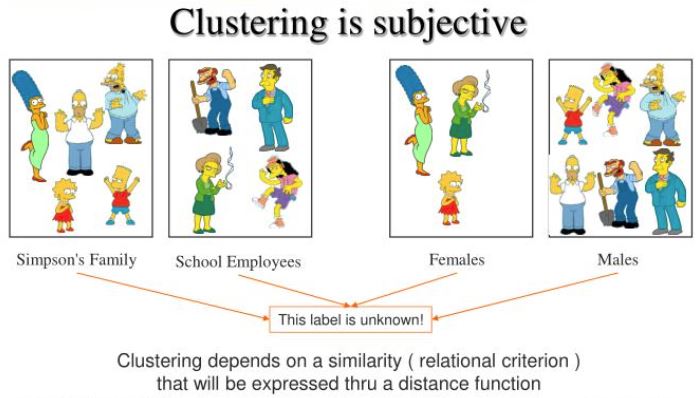 Clustering is subjective
Simpson's Family
School Employees
Females
Males
This label is unknown!
Clustering depends on a similarity ( relational criterion )
that will be expressed thru a distance function